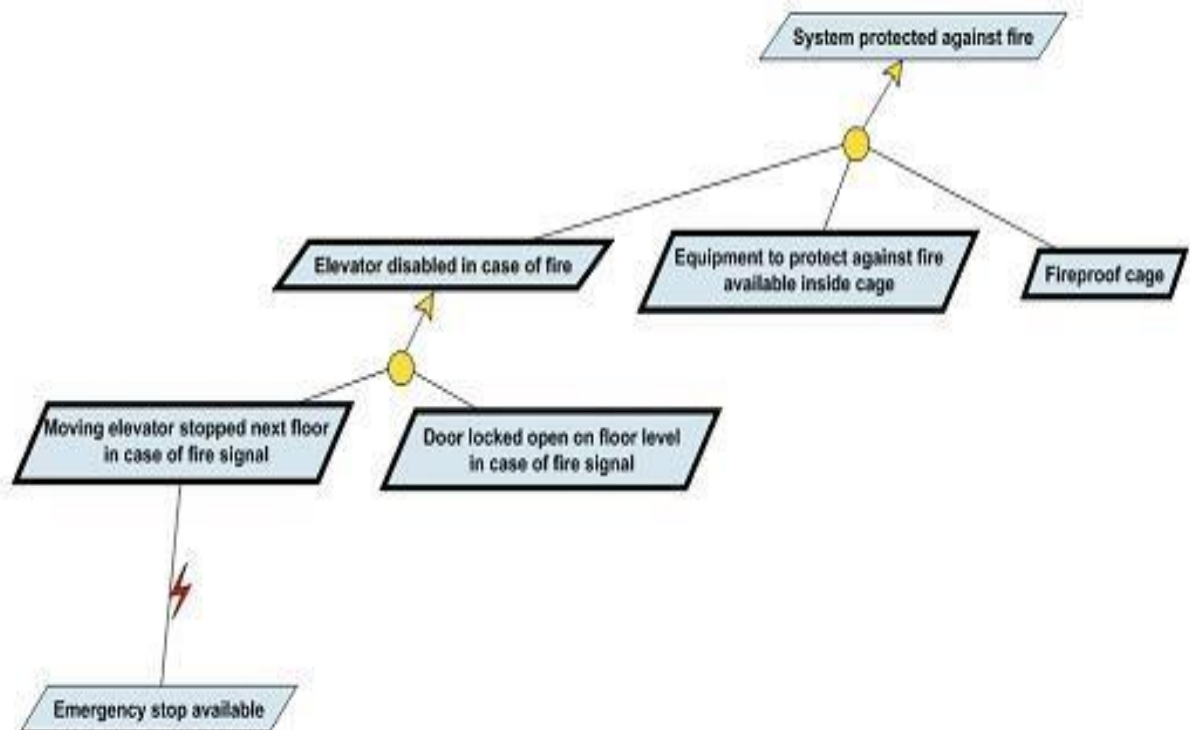 System protected against fire
Elevator disabled in case of fire
Equipment to protect against fire
available inside cage
Fireproof cage
Moving elevator stopped next floor
in case of fire signal
Door locked open on floor level
in case of fire signal
Emergency stop available